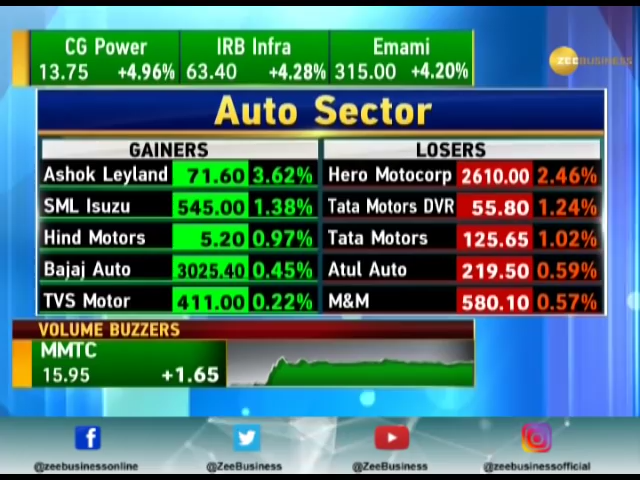 CG Power
13.75 +4.96%
IRB Infra
63.40 +4.28%
Emami
315.00 +4.20%
ZEE BUSINESS
Auto Sector
GAINERS LOSERS
Ashok Leyland 71.60 3.62% Hero Motocorp 2610.00 2.46%
SML Isuzu 545.00 1.38% Tata Motors DVR 55.80 1.24%
Hind Motors 5.20 0.97% Tata Motors 125.65 1.02%
Bajaj Auto 3025.40 0.45% Atul Auto 219.50 0.59%
TVS Motor 411.00 0.22% M&M 580.10 0.57%
VOLUME BUZZERS
MMTC
15.95 +1.65
@zeebusinessonline @ZeeBusiness @ZeeBusiness @zeebusinessofficial